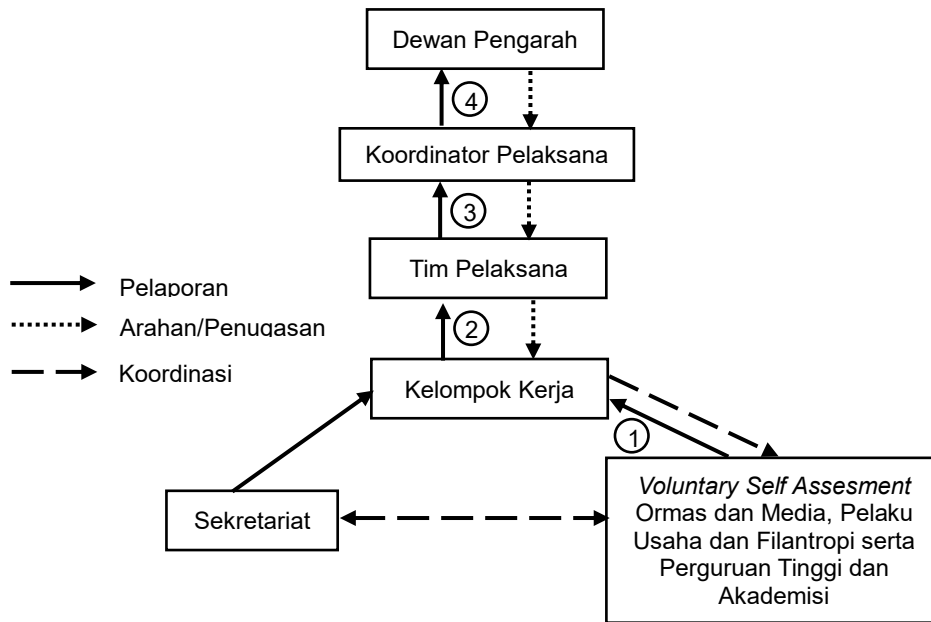 Dewan Pengarah
4
Koordinator Pelaksana
3
Tim Pelaksana
Pelaporan
Arahan/Penugasan
2
Koordinasi
Kelompok Kerja
1
Sekretariat
Voluntary Self Assesment
Ormas dan Media, Pelaku
Usaha dan Filantropi serta
Perguruan Tinggi dan
Akademisi